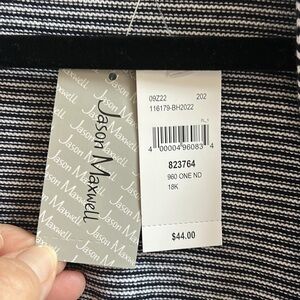 Jason Maxwell
09Z22 202
116179-BH2022
4 00004 96083 4
823764
960 ONE ND
18K
$44.00